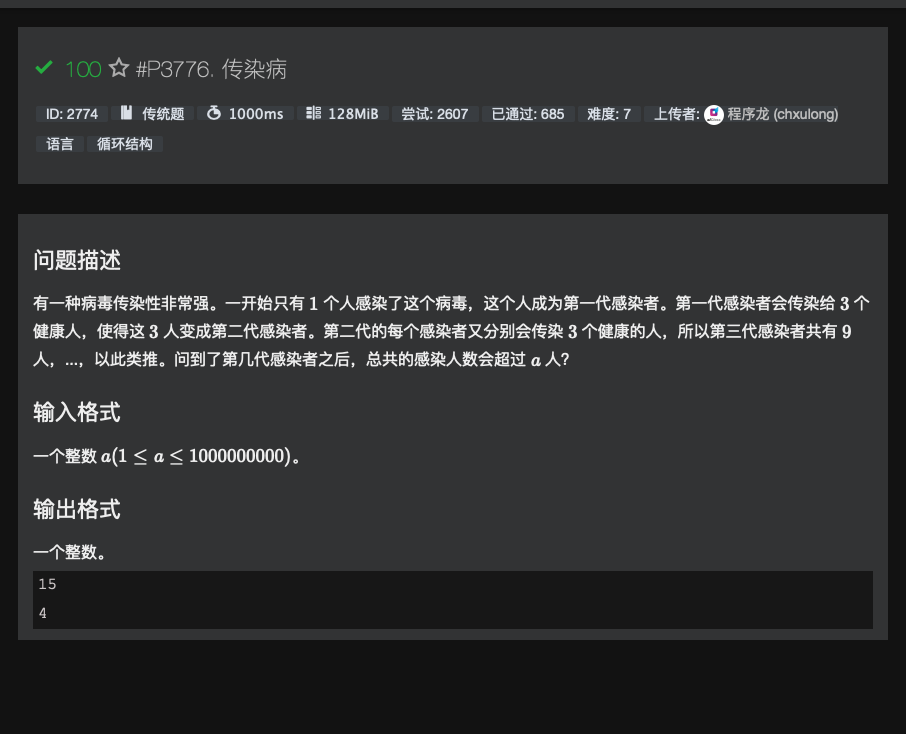 100 #P3776. 传染病
ID: 2774 传统题 1000ms 128MiB 尝试: 2607 已通过: 685 难度: 7 上传者: 程序龙 (chxulong)
语言 循环结构
问题描述
有一种病毒传染性非常强。一开始只有 1 个人感染了这个病毒，这个人成为第一代感染者。第一代感染者会传染给 3 个
健康人，使得这 3 人变成第二代感染者。第二代的每个感染者又分别会传染 3 个健康的人，所以第三代感染者共有 9
人，...，以此类推。问到了第几代感染者之后，总共的感染人数会超过 a 人?
输入格式
一个整数 a(1 ≤ a ≤ 1000000000)。
输出格式
一个整数。
15
4